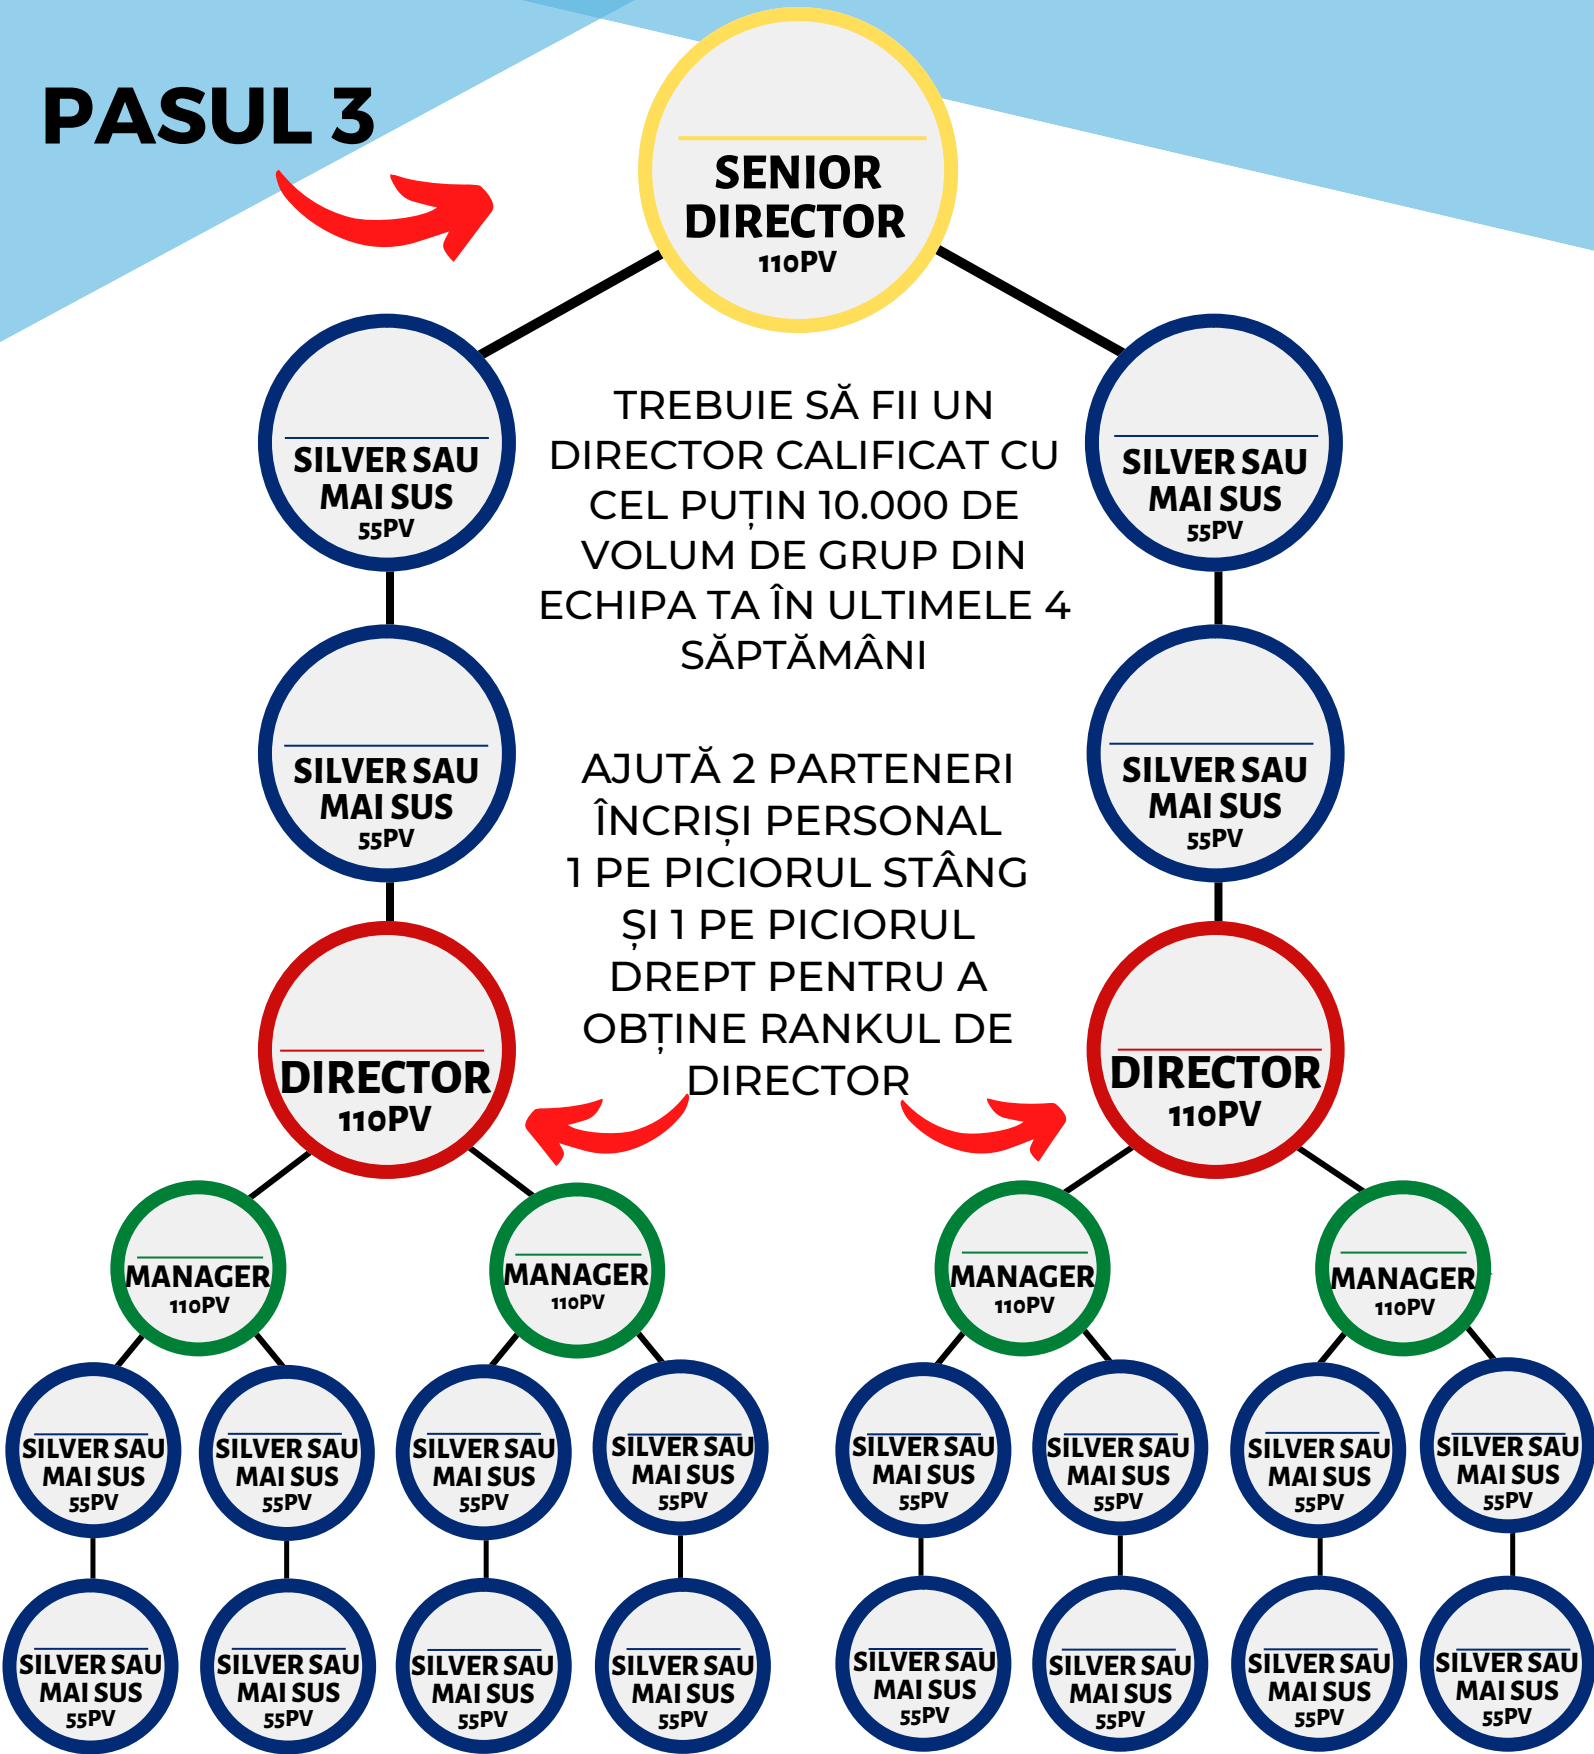 PASUL 3
SENIOR
DIRECTOR
110PV
SILVER SAU
MAI SUS
55PV
SILVER SAU
MAI SUS
55PV
TREBUIE SĂ FII UN
DIRECTOR CALIFICAT CU
CEL PUȚIN 10.000 DE
VOLUM DE GRUP DIN
ECHIPA TA ÎN ULTIMELE 4
SĂPTĂMÂNI
SILVER SAU
MAI SUS
55PV
SILVER SAU
MAI SUS
55PV
AJUTĂ 2 PARTENERI
ÎNCRIȘI PERSONAL
1 PE PICIORUL STÂNG
ȘI 1 PE PICIORUL
DREPT PENTRU A
OBȚINE RANKUL DE
DIRECTOR
DIRECTOR
110PV
DIRECTOR
110PV
MANAGER
110PV
MANAGER
110PV
MANAGER
110PV
MANAGER
110PV
SILVER SAU
MAI SUS
55PV
SILVER SAU
MAI SUS
55PV
SILVER SAU
MAI SUS
55PV
SILVER SAU
MAI SUS
55PV
SILVER SAU
MAI SUS
55PV
SILVER SAU
MAI SUS
55PV
SILVER SAU
MAI SUS
55PV
SILVER SAU
MAI SUS
55PV
SILVER SAU
MAI SUS
55PV
SILVER SAU
MAI SUS
55PV
SILVER SAU
MAI SUS
55PV
SILVER SAU
MAI SUS
55PV
SILVER SAU
MAI SUS
55PV
SILVER SAU
MAI SUS
55PV
SILVER SAU
MAI SUS
55PV
SILVER SAU
MAI SUS
55PV